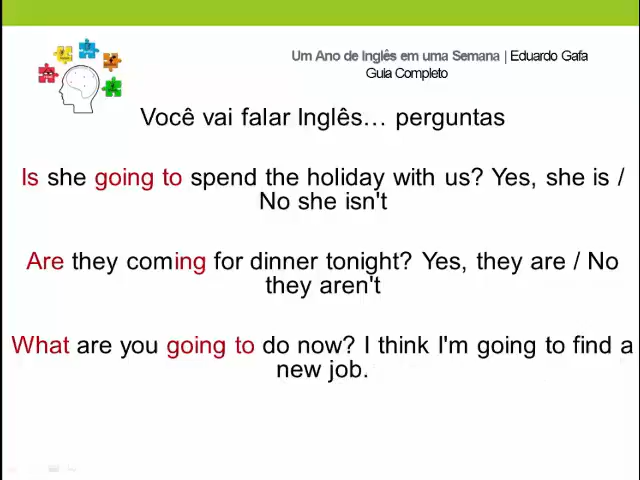 Um Ano de Inglês em uma Semana | Eduardo Gafa
Guia Completo
Você vai falar Inglês… perguntas
Is she going to spend the holiday with us? Yes, she is /
No she isn't
Are they coming for dinner tonight? Yes, they are / No
they aren't
What are you going to do now? I think I'm going to find a
new job.